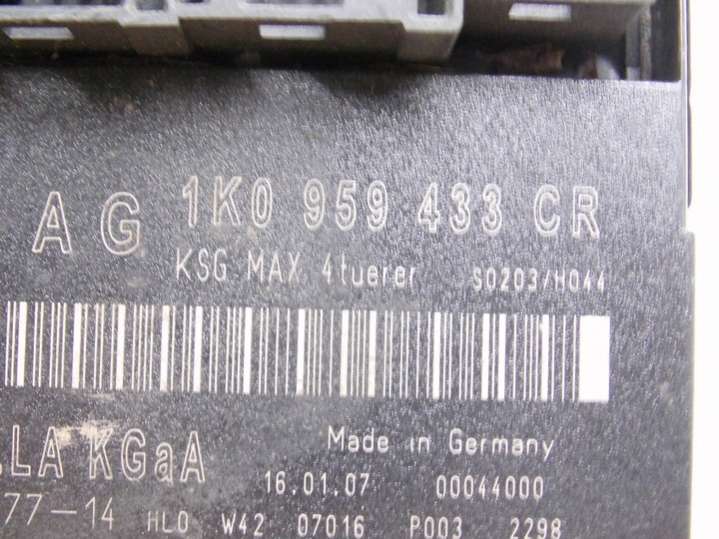 AG 1K0 959 433 CR
KSG MAX 4tuerer S0203/H044
LA KGaA Made in Germany
16.01.07 00044000
77-14 HLO W42 07016 P003 2298